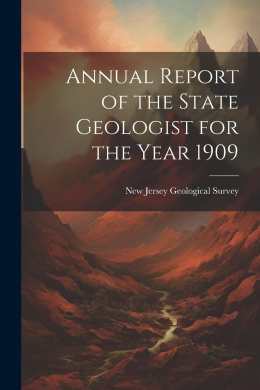 Annual Report
of the State
Geologist for
the Year 1909
New Jersey Geological Survey